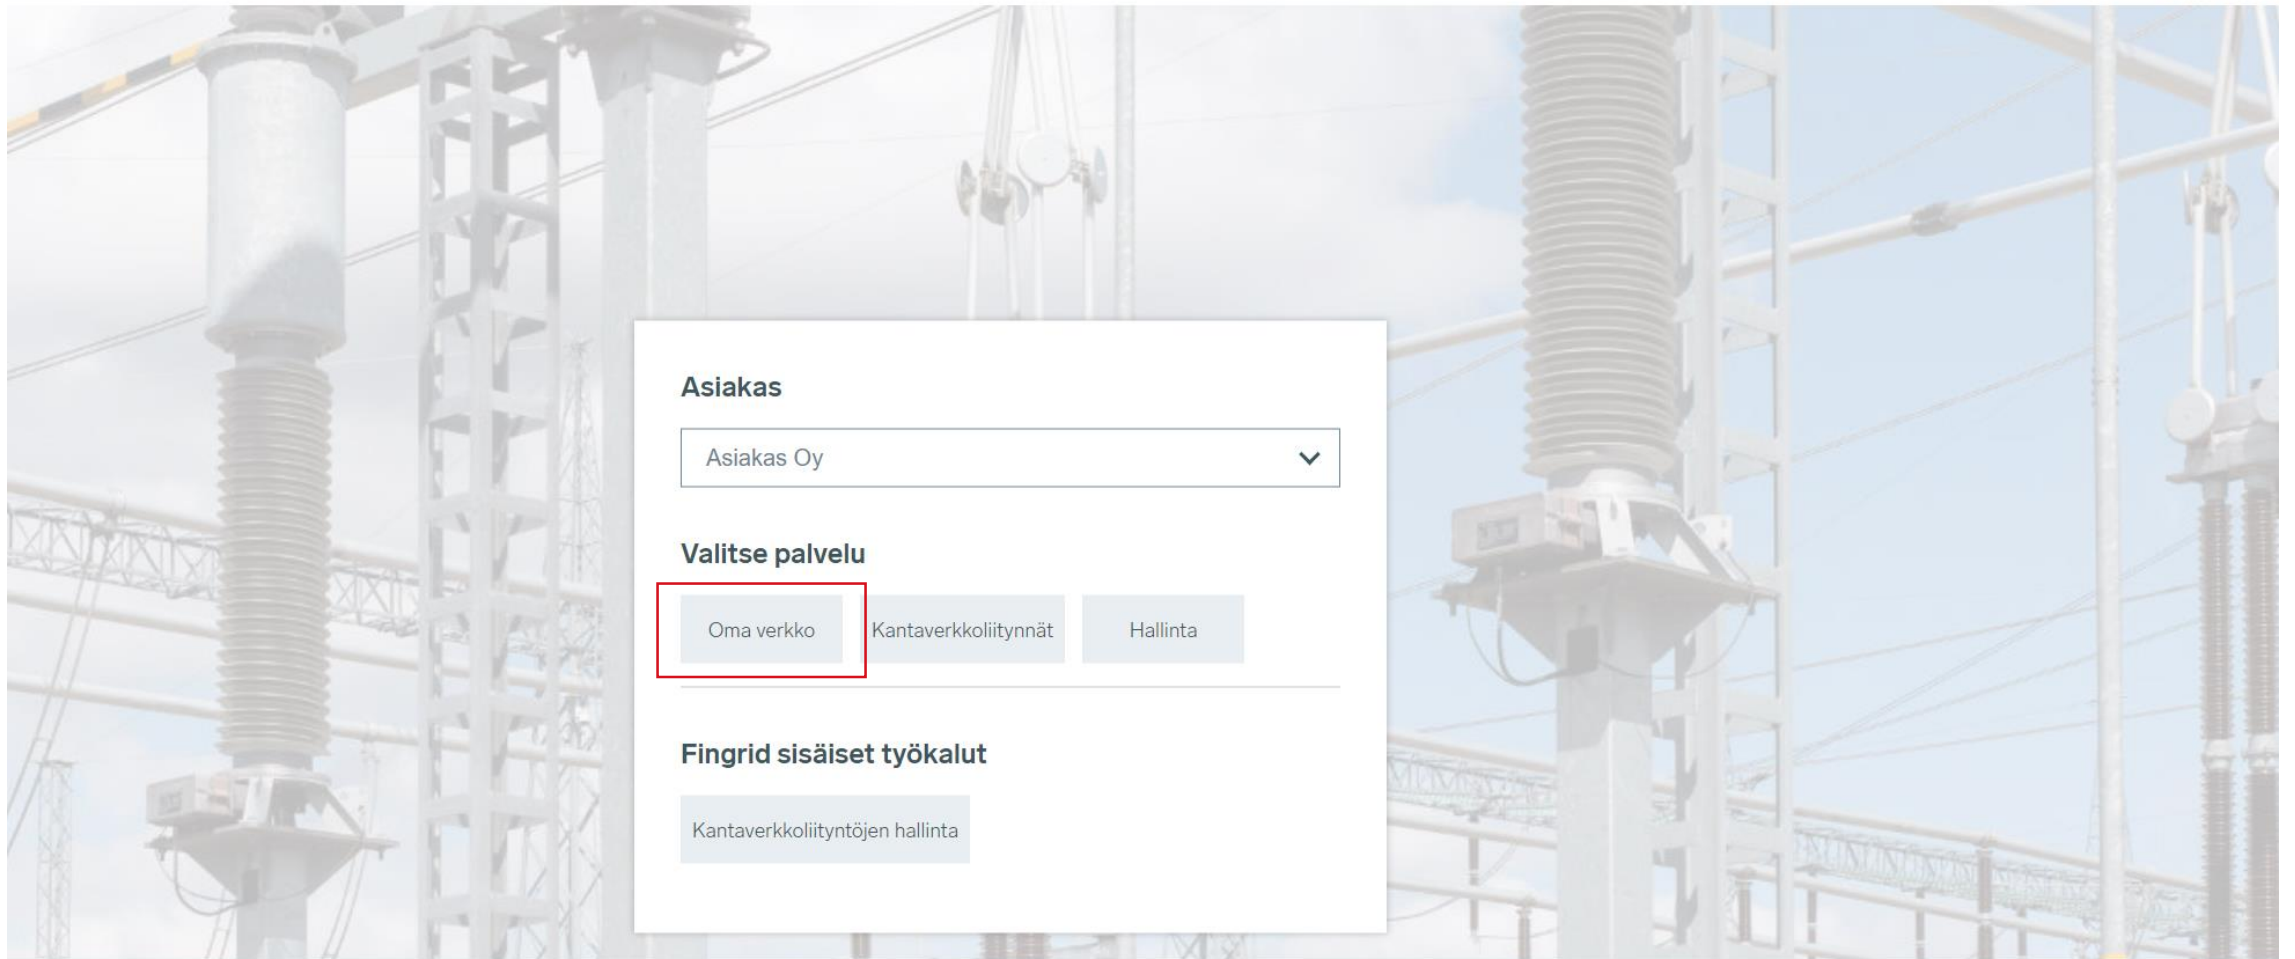 Asiakas
Asiakas Oy
Valitse palvelu
Oma verkko
Kantaverkkoliitynnät
Hallinta
Fingrid sisäiset työkalut
Kantaverkkoliityntöjen hallinta